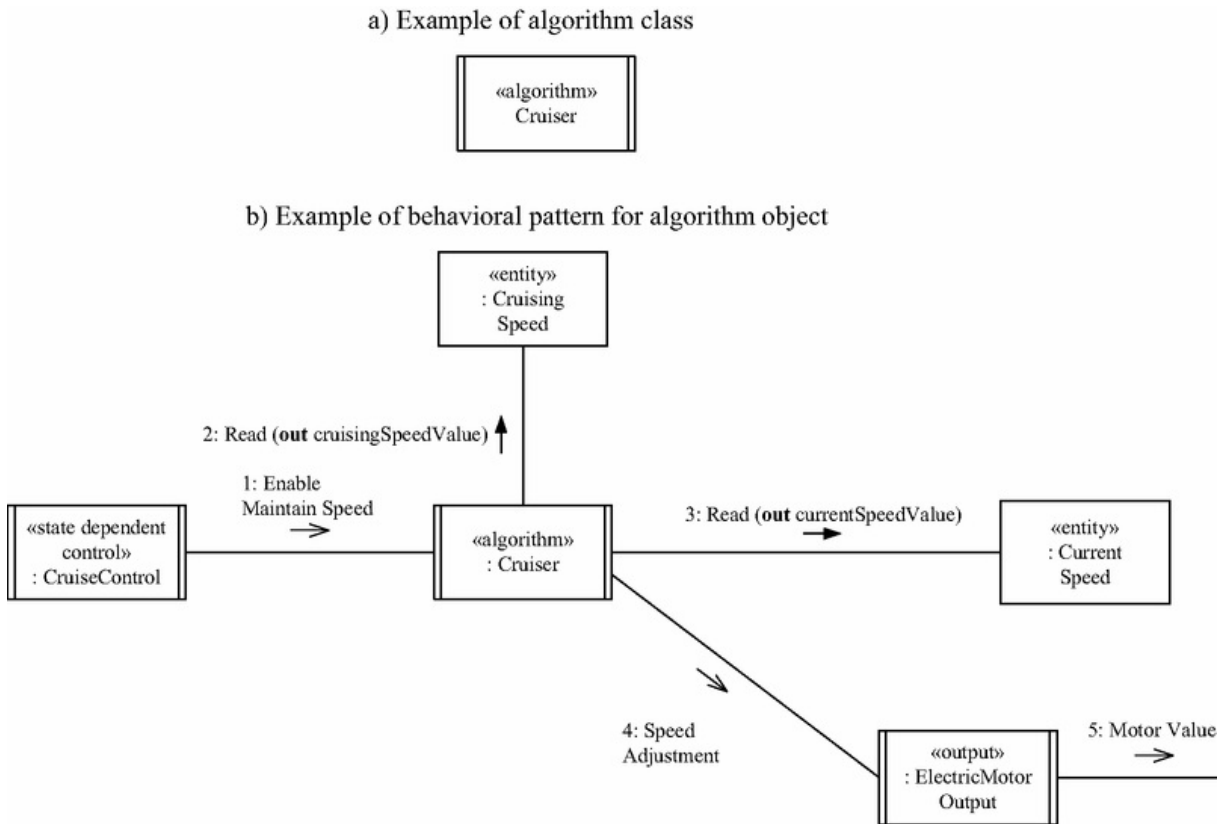 a) Example of algorithm class
«algorithm»
Cruiser
b) Example of behavioral pattern for algorithm object
«entity»
: Cruising
Speed
2: Read (out cruisingSpeedValue)
1: Enable
Maintain Speed
«state dependent
control»
: CruiseControl
«algorithm»
: Cruiser
3: Read (out currentSpeedValue)
«entity»
: Current
Speed
4: Speed
Adjustment
«output»
: ElectricMotor
Output
5: Motor Value